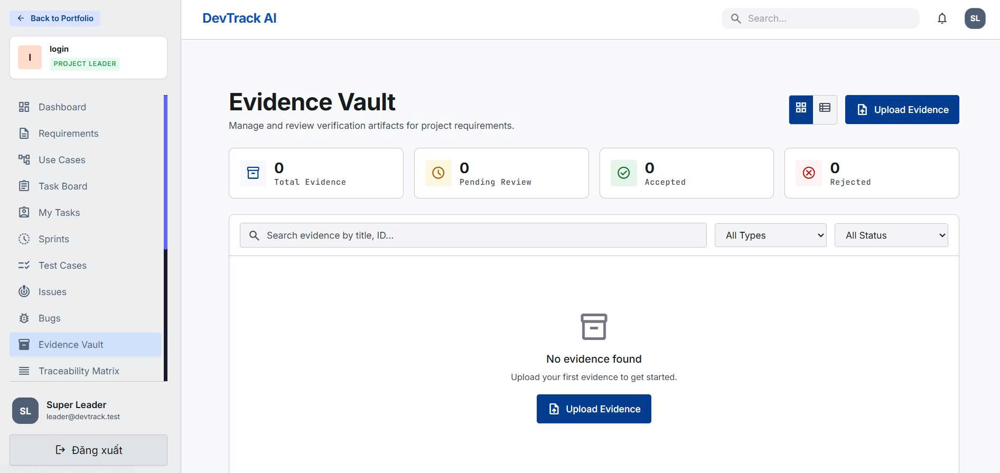 Back to Portfolio
DevTrack AI
Search...
SL
l
login
PROJECT LEADER
Dashboard
Requirements
Use Cases
Task Board
My Tasks
Sprints
Test Cases
Issues
Bugs
Evidence Vault
Traceability Matrix
SL
Super Leader
leader@devtrack.test
Đăng xuất
Evidence Vault
Manage and review verification artifacts for project requirements.
Upload Evidence
0
Total Evidence
0
Pending Review
0
Accepted
0
Rejected
Search evidence by title, ID...
All Types
All Status
No evidence found
Upload your first evidence to get started.
Upload Evidence